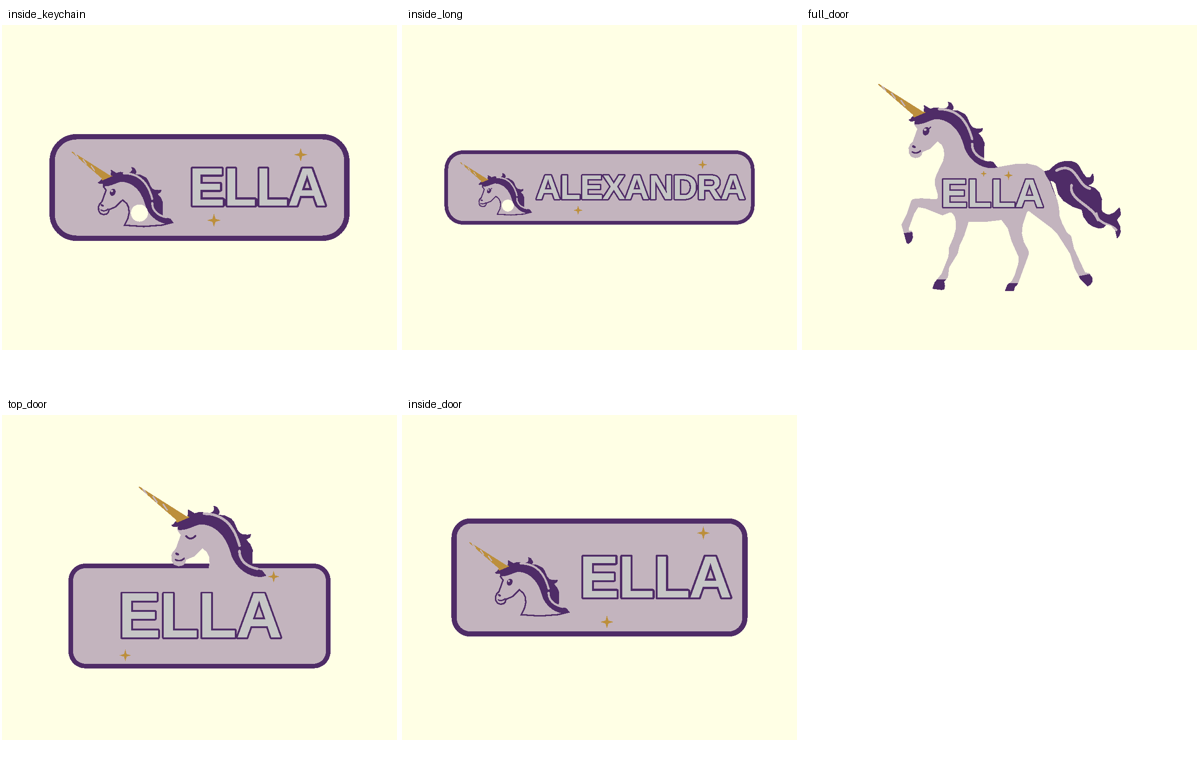 inside_keychain
ELLA
inside_long
ALEXANDRA
full_door
ELLA
top_door
ELLA
inside_door
ELLA